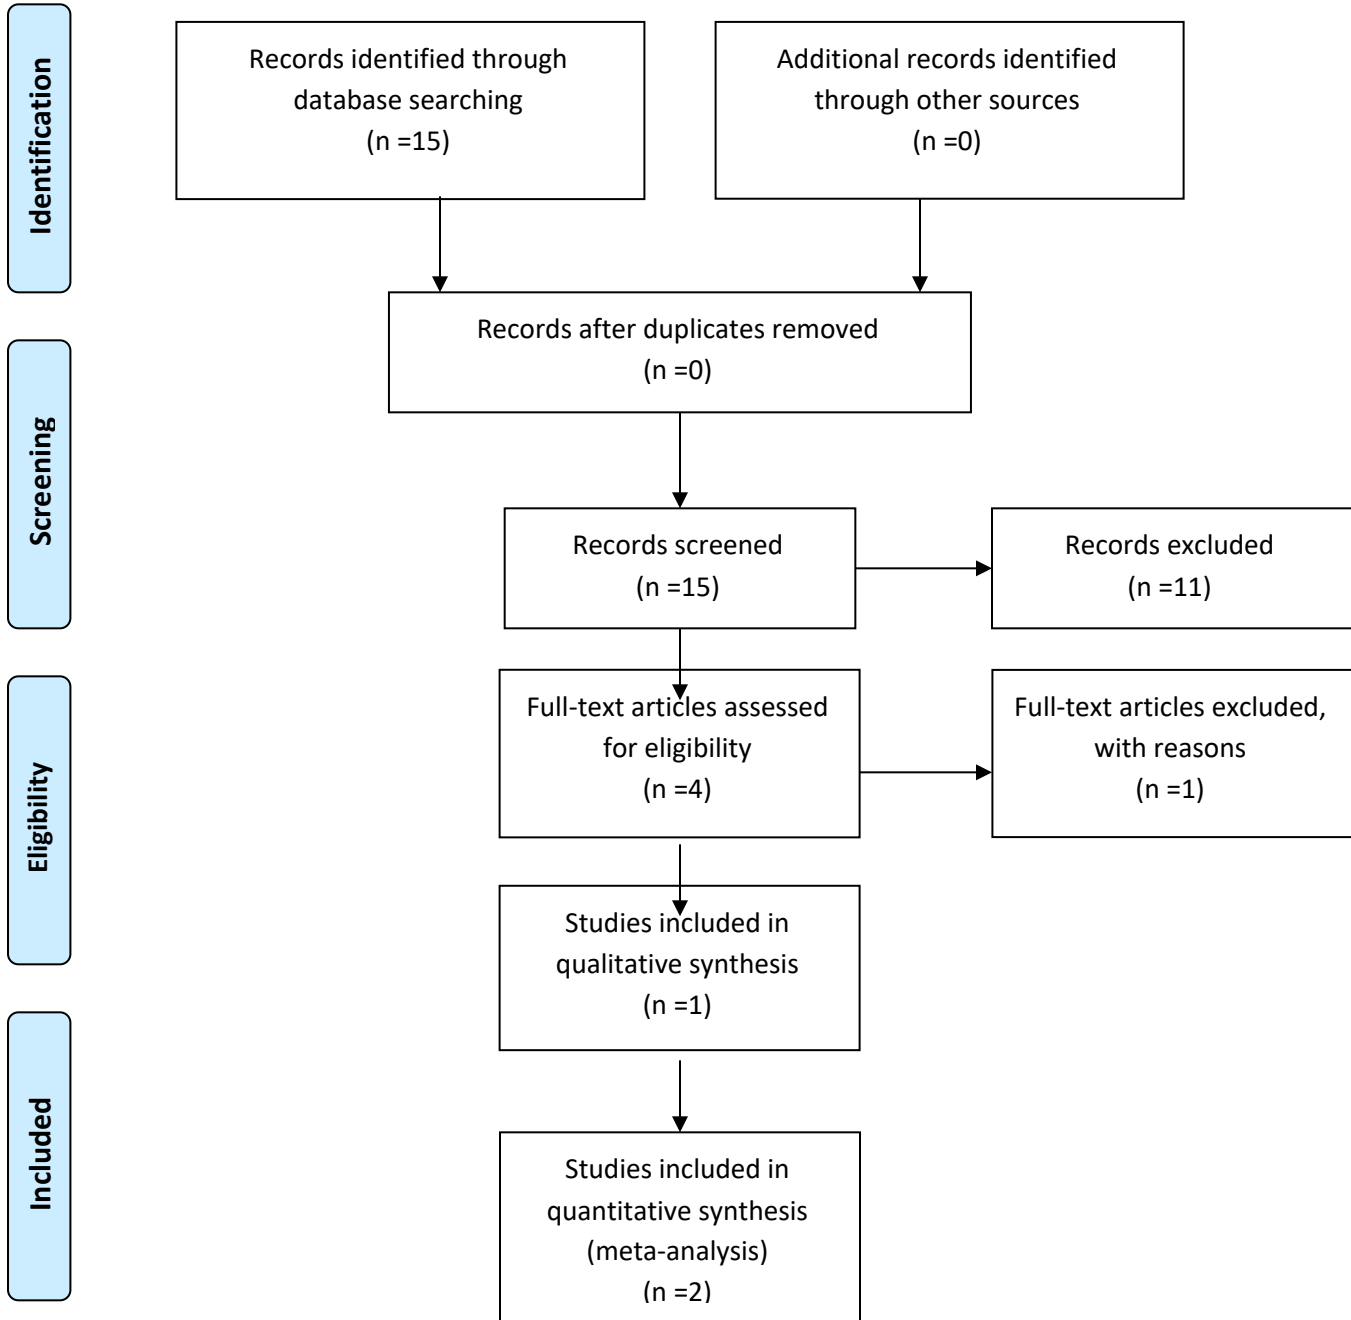 Identification
Records identified through
database searching
(n =15)
Additional records identified
through other sources
(n =0)
Records after duplicates removed
(n =0)
Screening
Records screened
(n =15)
Records excluded
(n =11)
Eligibility
Full-text articles assessed
for eligibility
(n =4)
Full-text articles excluded,
with reasons
(n =1)
Studies included in
qualitative synthesis
(n =1)
Included
Studies included in
quantitative synthesis
(meta-analysis)
(n =2)